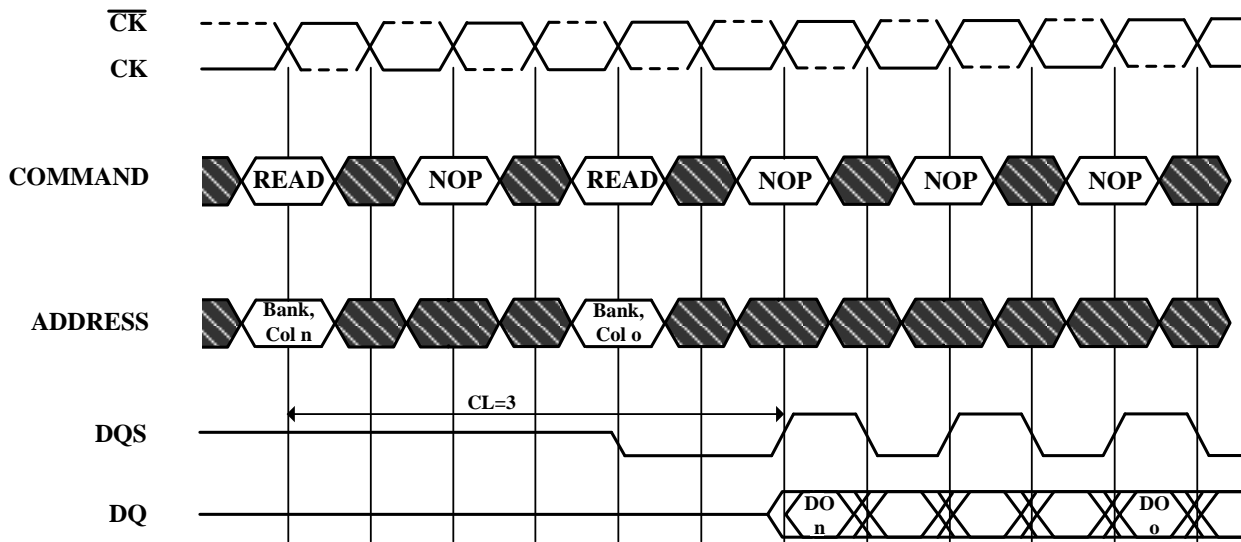 CK
CK
COMMAND
READ
NOP
READ
NOP
NOP
NOP
ADDRESS
Bank,
Col n
Bank,
Col o
CL=3
DQS
DQ
DO
n
DO
o